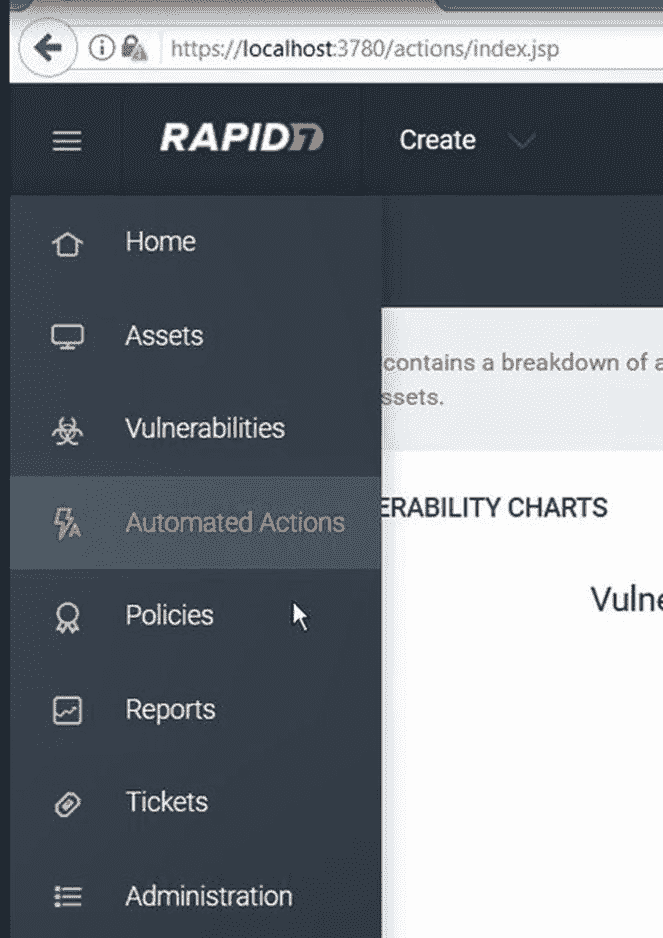 https://localhost:3780/actions/index.jsp
RAPID7
Create
Home
Assets
contains a breakdown of a
ssets.
Vulnerabilities
Automated Actions
ERABILITY CHARTS
Vulne
Policies
Reports
Tickets
Administration